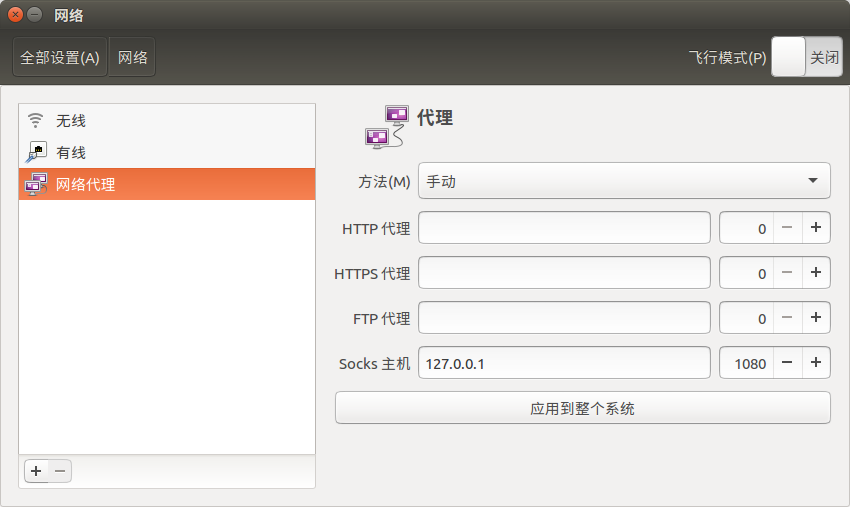 网络
全部设置(A) 网络 飞行模式(P) 关闭
无线
有线
网络代理
代理
方法(M) 手动
HTTP 代理 0
HTTPS 代理 0
FTP 代理 0
Socks 主机 127.0.0.1 1080
应用到整个系统